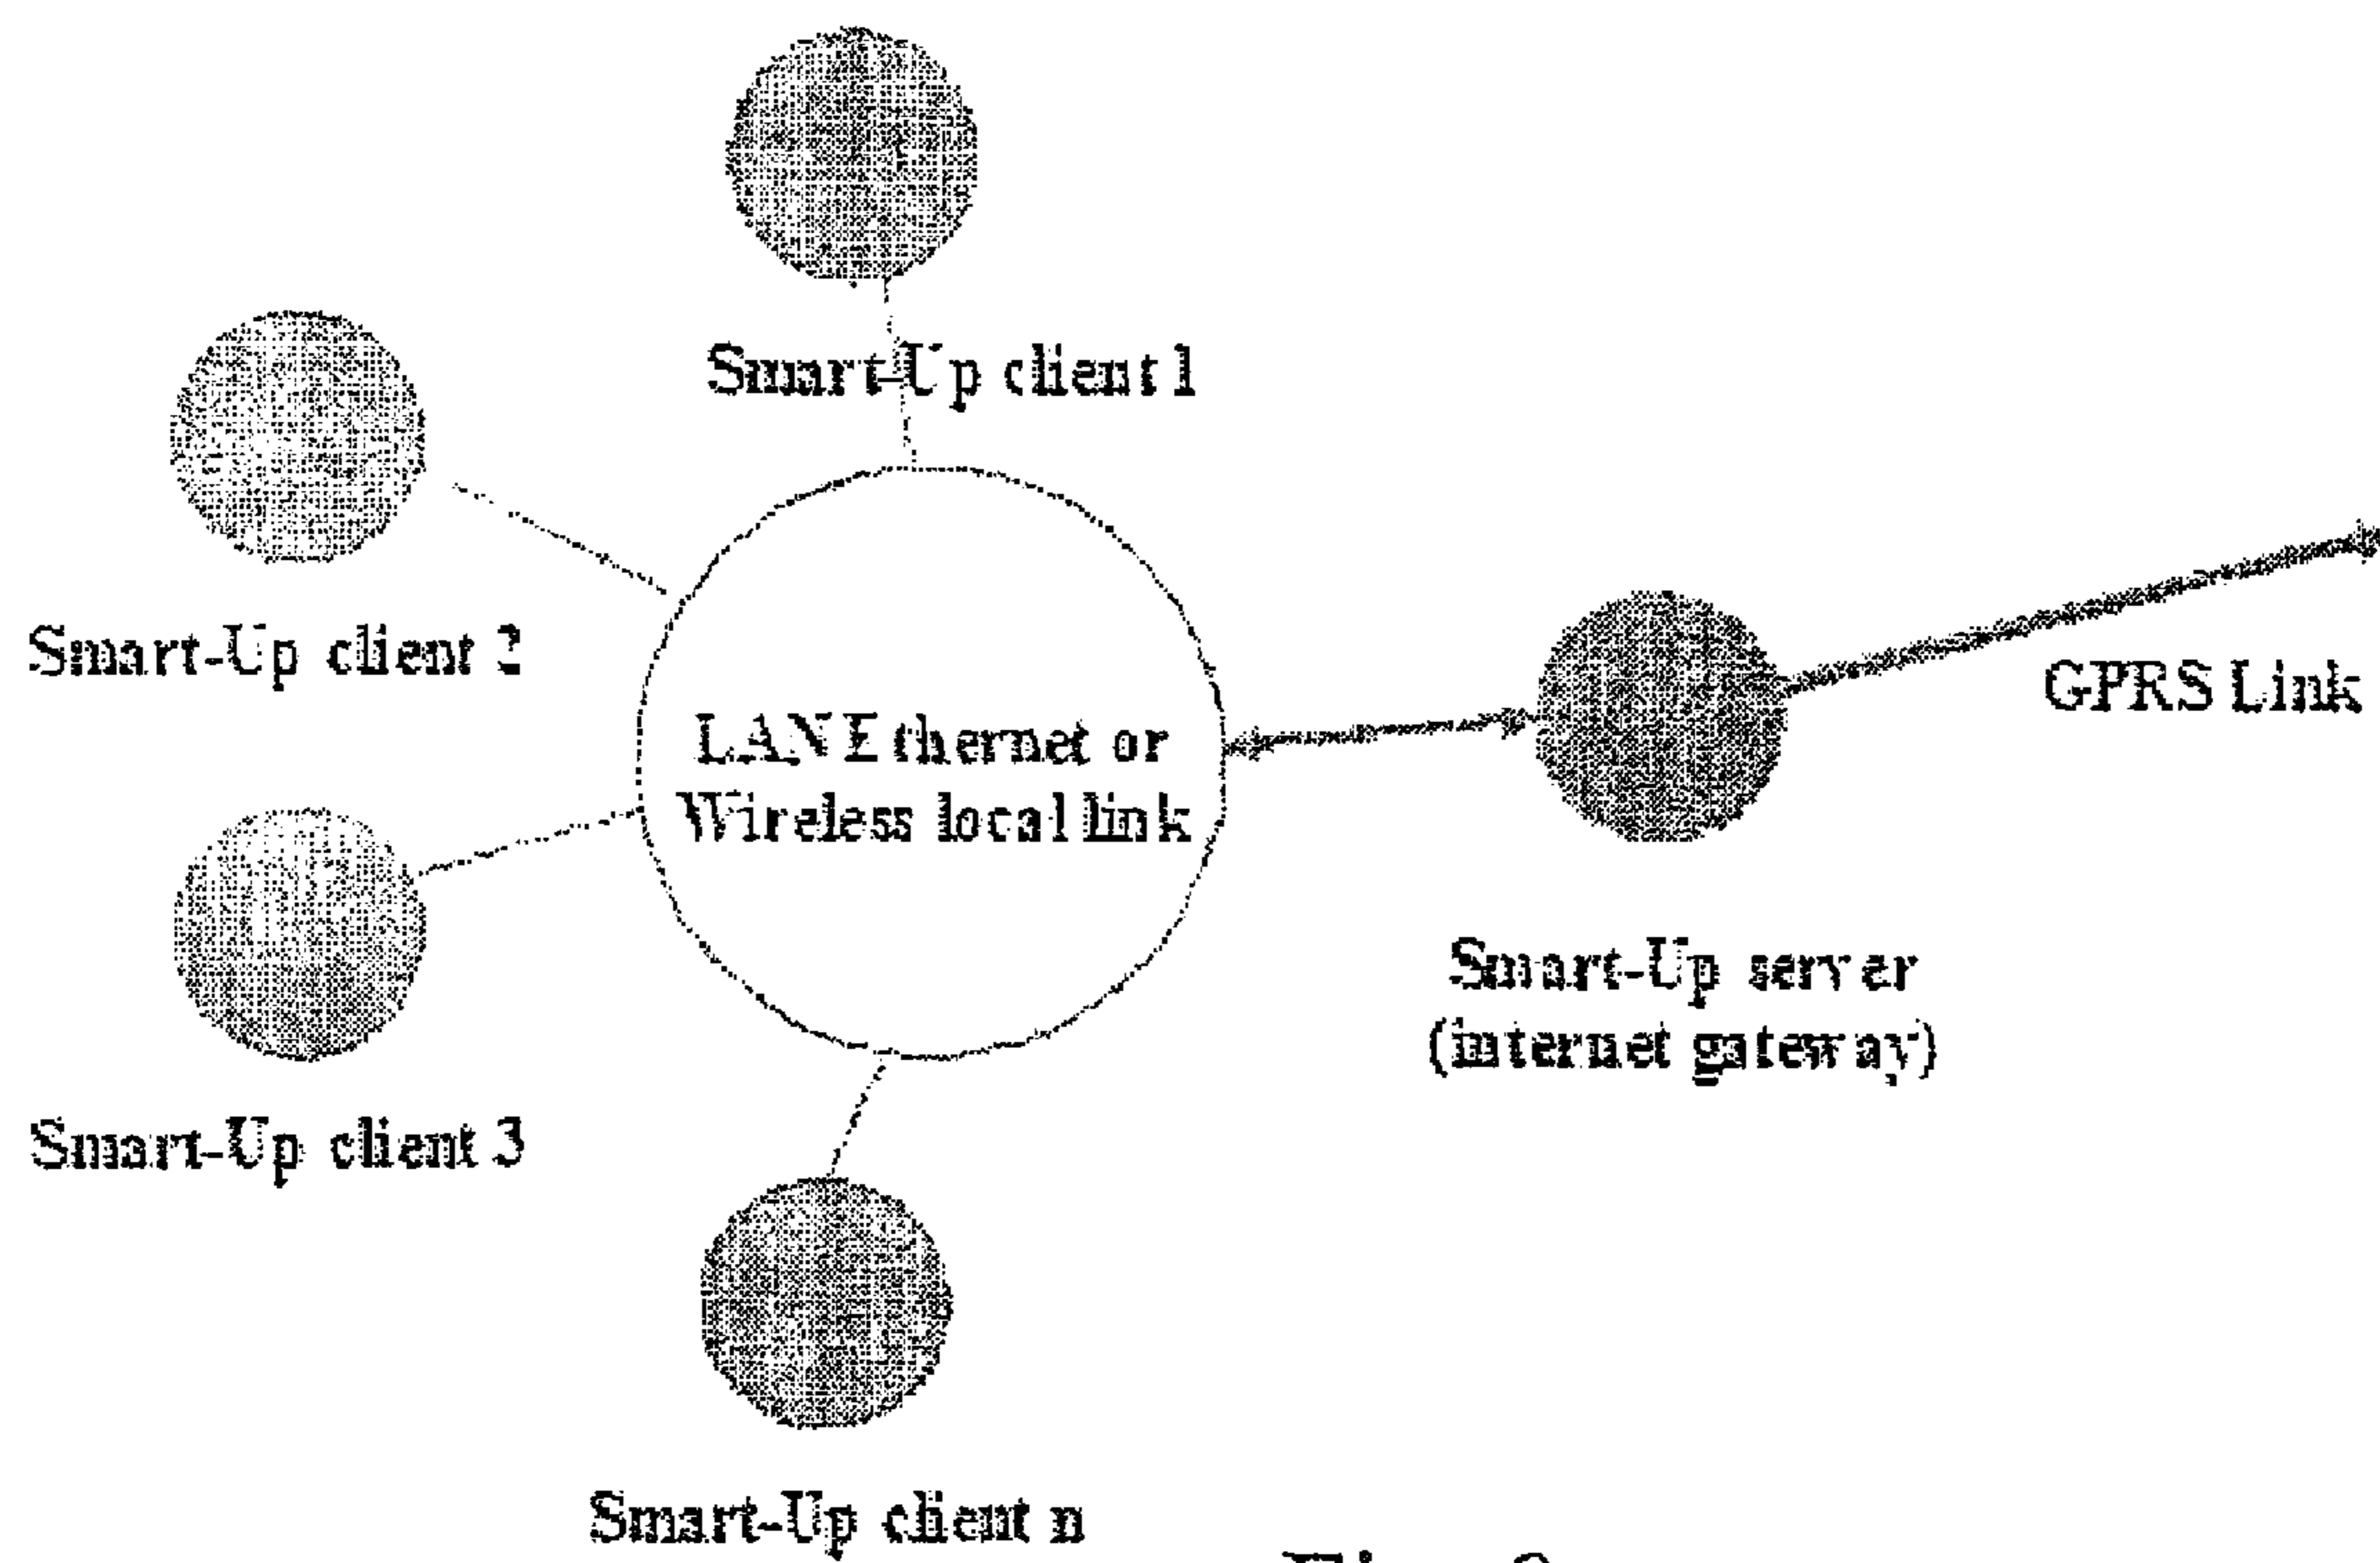 Smart-Up client 1
Smart-Up client 2
GPRS Link
LAN Ethernet or
Wireless local link
Smart-Up server
(internet gateway)
Smart-Up client 3
Smart-Up client n